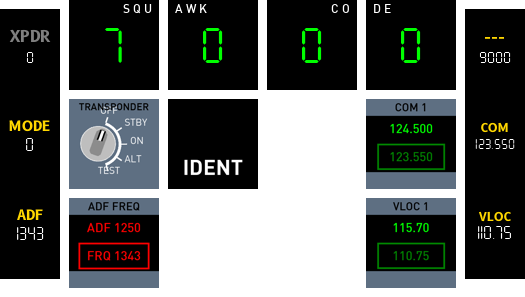 SQU AWK CO DE
XPDR
0
7 0 0 0
---
9000
TRANSPONDER
OFF
STBY
ON
ALT
TEST
MODE
0
IDENT
COM 1
124.500
123.550
COM
123.550
ADF
1343
ADF FREQ
ADF 1250
FRQ 1343
VLOC 1
115.70
110.75
VLOC
110.75